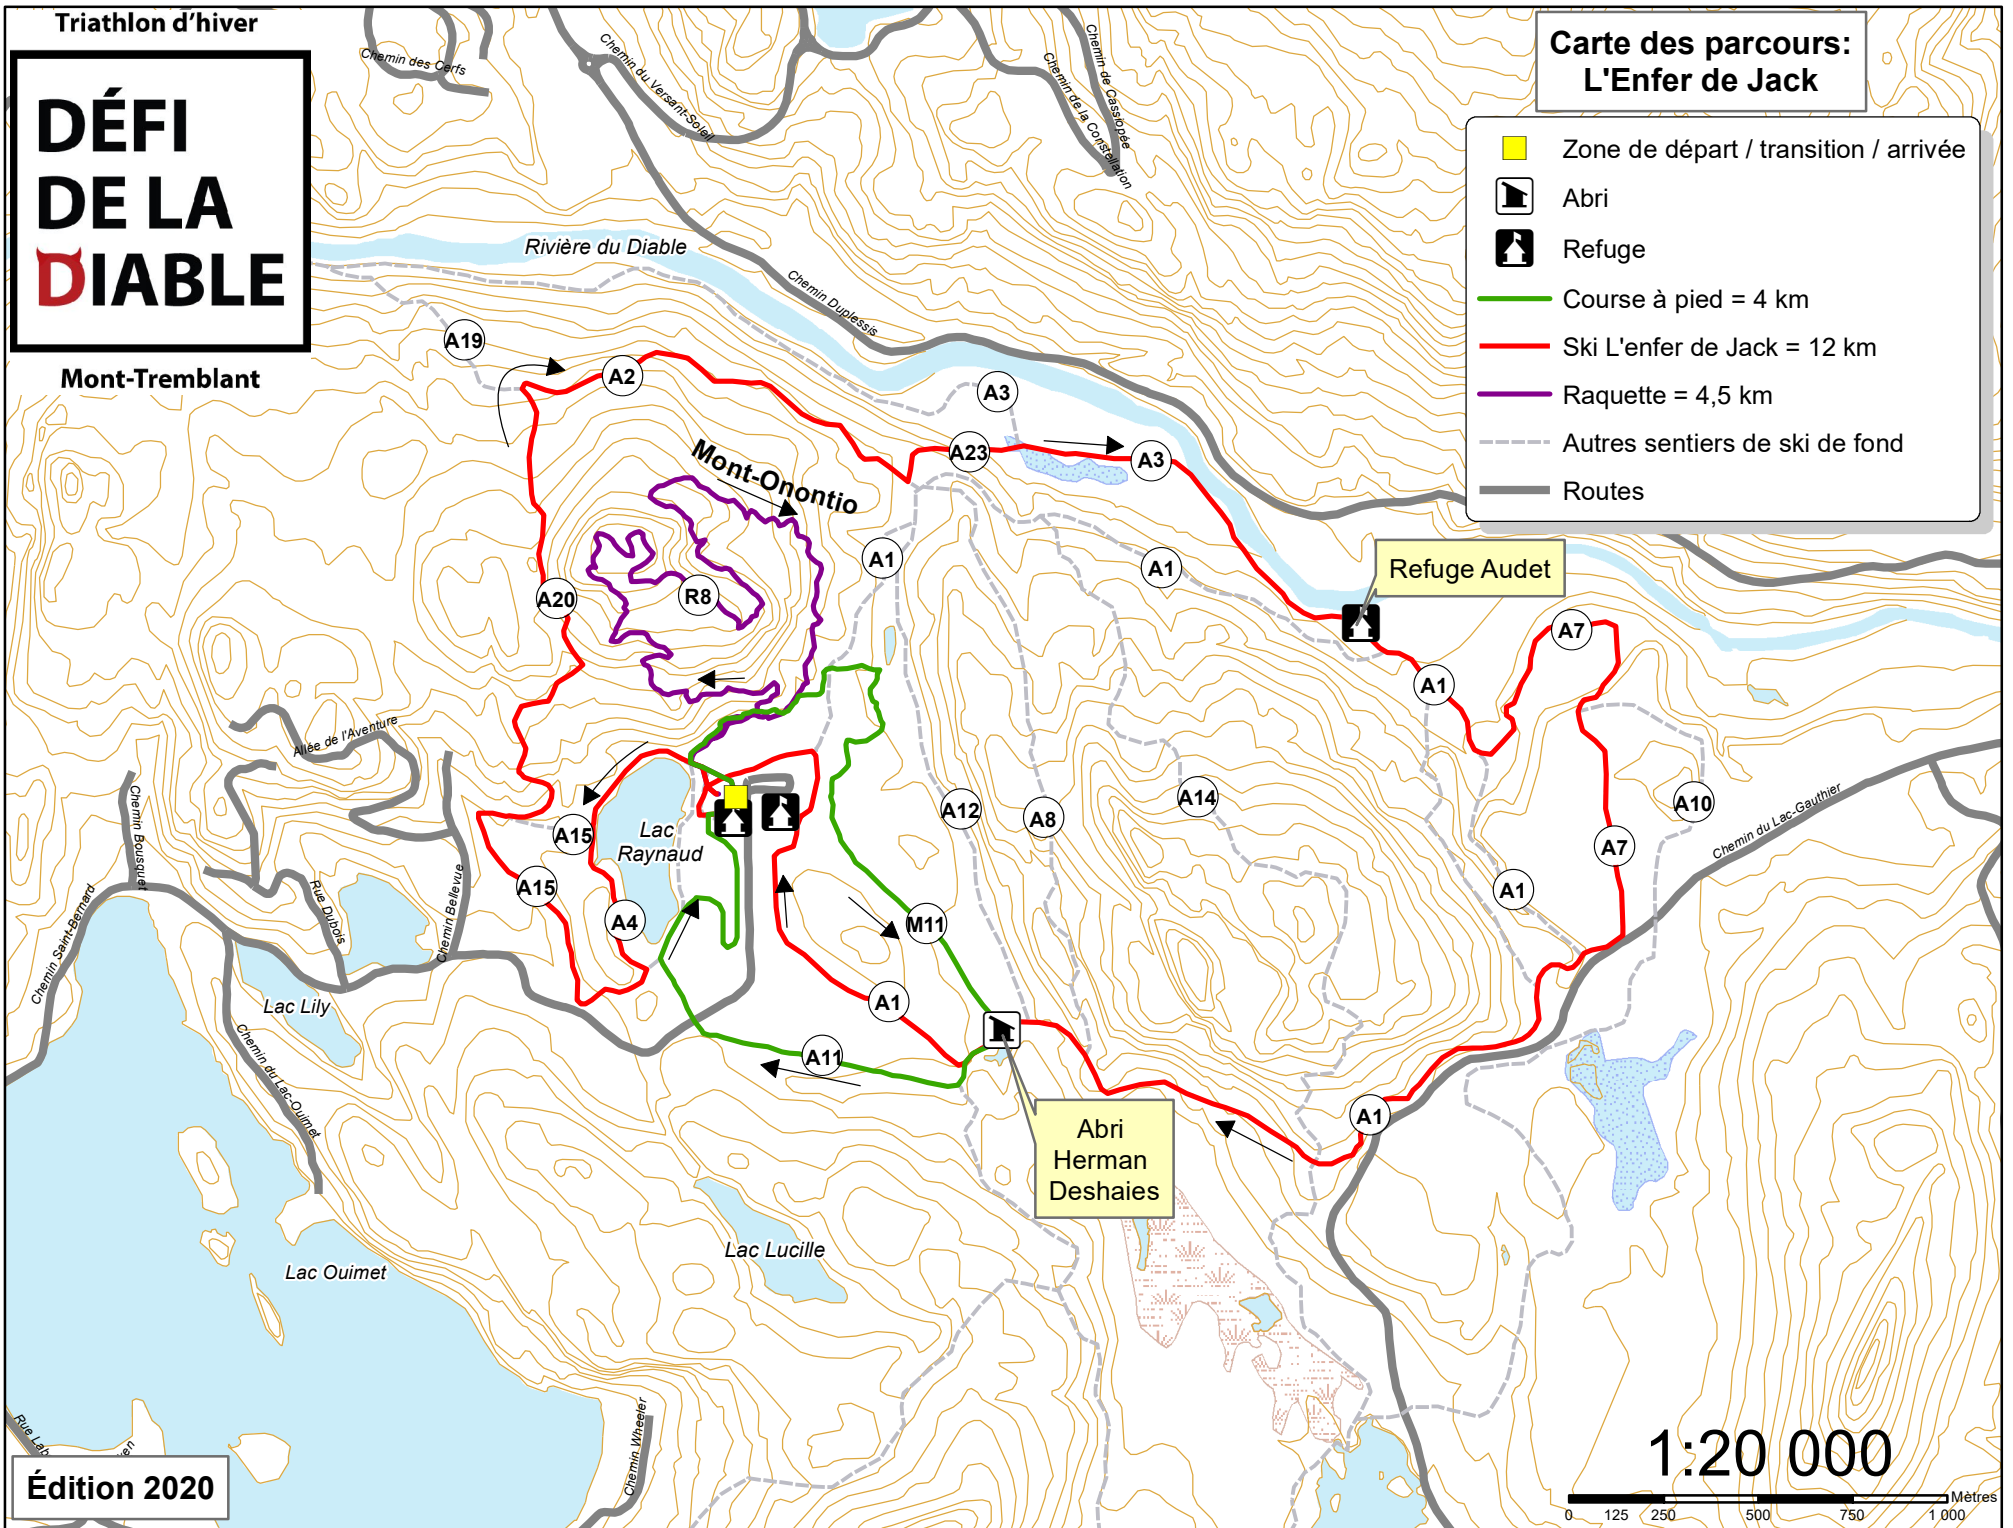 Triathlon d'hiver
DÉFI
DE LA
DIABLE
Mont-Tremblant
Carte des parcours:
L'Enfer de Jack
Zone de départ / transition / arrivée
Abri
Refuge
Course à pied = 4 km
Ski L'enfer de Jack = 12 km
Raquette = 4,5 km
Autres sentiers de ski de fond
Routes
Chemin des Cerfs
Chemin du Versant-Soleil
Chemin de Cassiopée
Chemin de la Constellation
Rivière du Diable
Chemin Duplessis
A19
A2
A3
A23
A3
Mont-Onontio
A1
A1
Refuge Audet
A20
R8
A7
A1
Allée de l'Aventure
Chemin Bousquet
A15
Lac
Raynaud
A12
A8
A14
A10
Chemin du Lac-Gauthier
A7
A15
A4
M11
A1
Rue Dubois
Chemin Bellevue
Chemin Saint-Bernard
Lac Lily
A1
A11
Chemin du Lac-Ouimet
A1
Abri
Herman
Deshaies
Lac Lucille
Lac Ouimet
Chemin Wheeler
Rue Lab
Édition 2020
1:20 000
Mètres
0 125 250 500 750 1 000